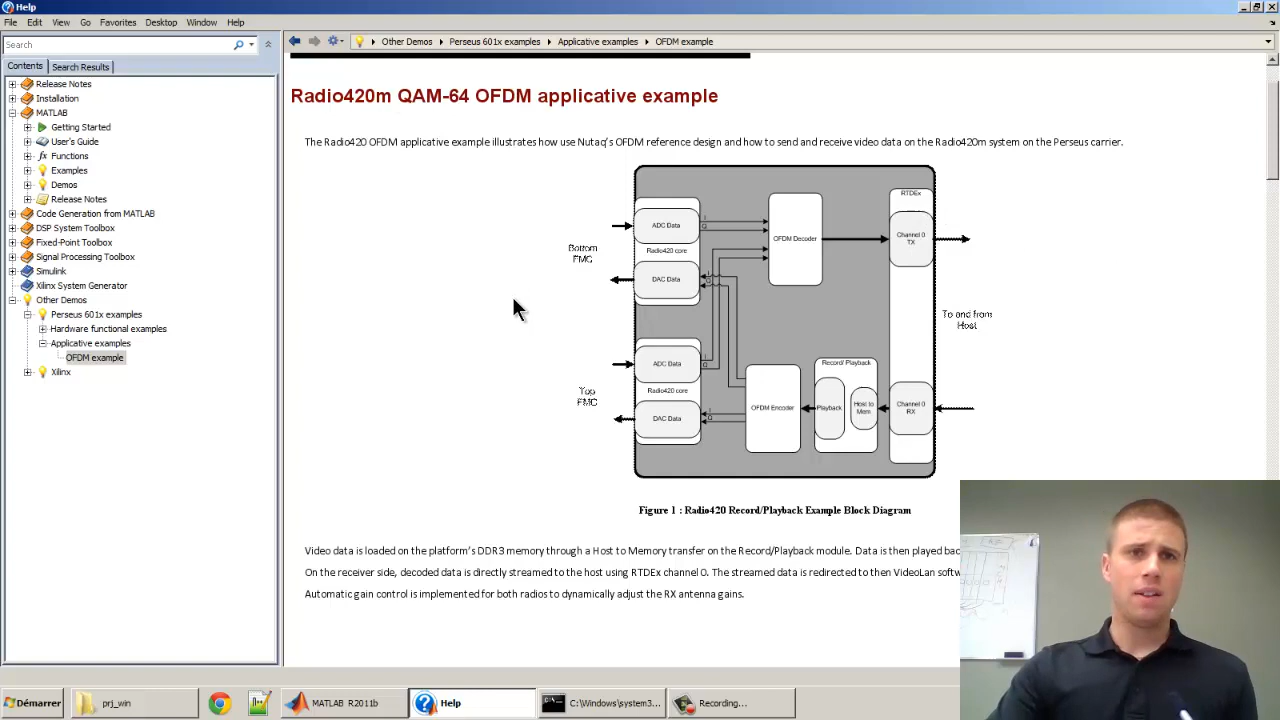 Help
File Edit View Go Favorites Desktop Window Help
Search
Other Demos Perseus 601x examples Applicative examples OFDM example
Contents Search Results
Release Notes
Installation
MATLAB
Getting Started
User's Guide
fx Functions
Examples
Demos
Release Notes
Code Generation from MATLAB
DSP System Toolbox
Fixed-Point Toolbox
Signal Processing Toolbox
Simulink
Xilinx System Generator
Other Demos
Perseus 601x examples
Hardware functional examples
Applicative examples
OFDM example
Xilinx
Radio420m QAM-64 OFDM applicative example
The Radio420 OFDM applicative example illustrates how use Nutaq's OFDM reference design and how to send and receive video data on the Radio420m system on the Perseus carrier.
RTDEx
ADC Data
I
Q
OFDM Decoder
Channel 0
TX
Bottom
FMC
Radio420 core
DAC Data
I
Q
To and from
Host
ADC Data
I
Q
Record/ Playback
Top
FMC
Radio420 core
DAC Data
I
Q
OFDM Encoder
Playback
Host to
Mem
Channel 0
RX
Figure 1 : Radio420 Record/Playback Example Block Diagram
Video data is loaded on the platform's DDR3 memory through a Host to Memory transfer on the Record/Playback module. Data is then played bac
On the receiver side, decoded data is directly streamed to the host using RTDEx channel 0. The streamed data is redirected to then VideoLan softw
Automatic gain control is implemented for both radios to dynamically adjust the RX antenna gains.
Démarrer prj_win MATLAB R2011b Help C:\Windows\system3... Recording...